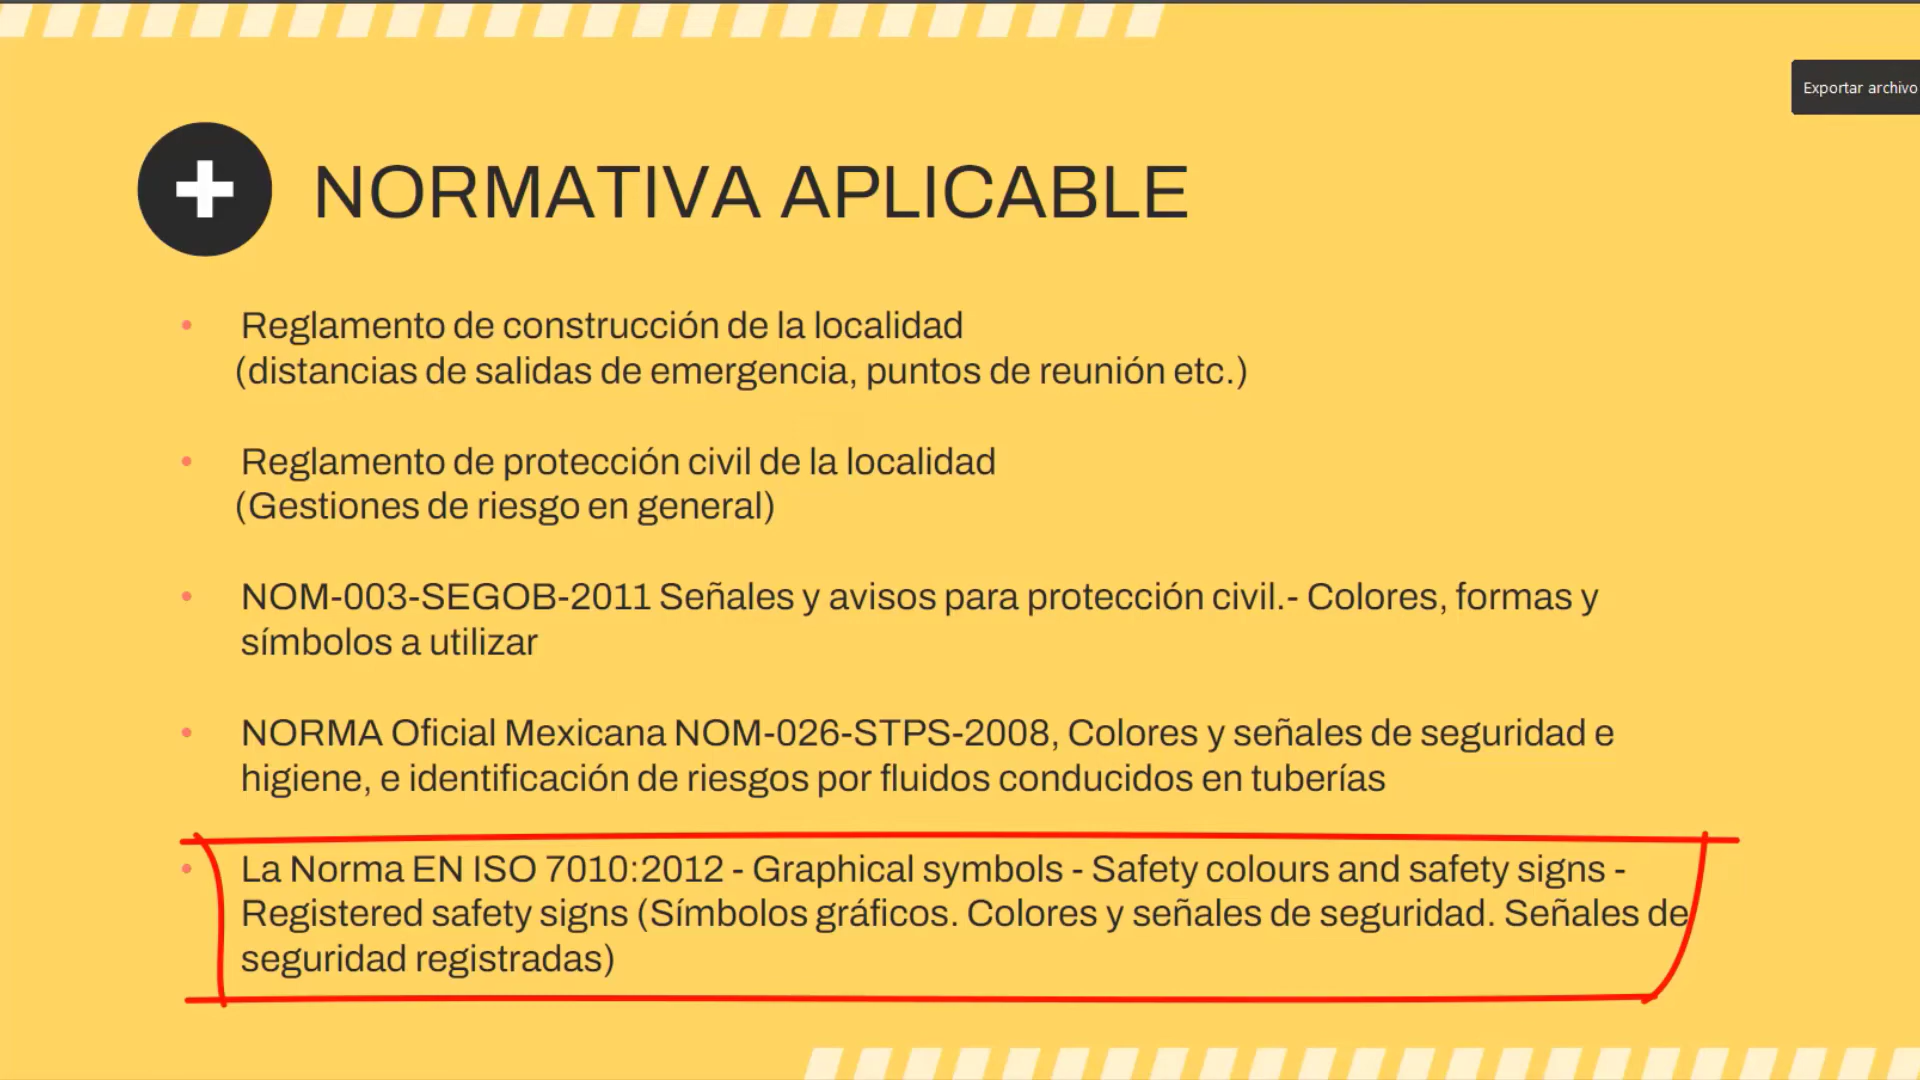 Exportar archivo
NORMATIVA APLICABLE
• Reglamento de construcción de la localidad
(distancias de salidas de emergencia, puntos de reunión etc.)
• Reglamento de protección civil de la localidad
(Gestiones de riesgo en general)
• NOM-003-SEGOB-2011 Señales y avisos para protección civil.- Colores, formas y
símbolos a utilizar
• NORMA Oficial Mexicana NOM-026-STPS-2008, Colores y señales de seguridad e
higiene, e identificación de riesgos por fluidos conducidos en tuberías
• La Norma EN ISO 7010:2012 - Graphical symbols - Safety colours and safety signs -
Registered safety signs (Símbolos gráficos. Colores y señales de seguridad. Señales de
seguridad registradas)